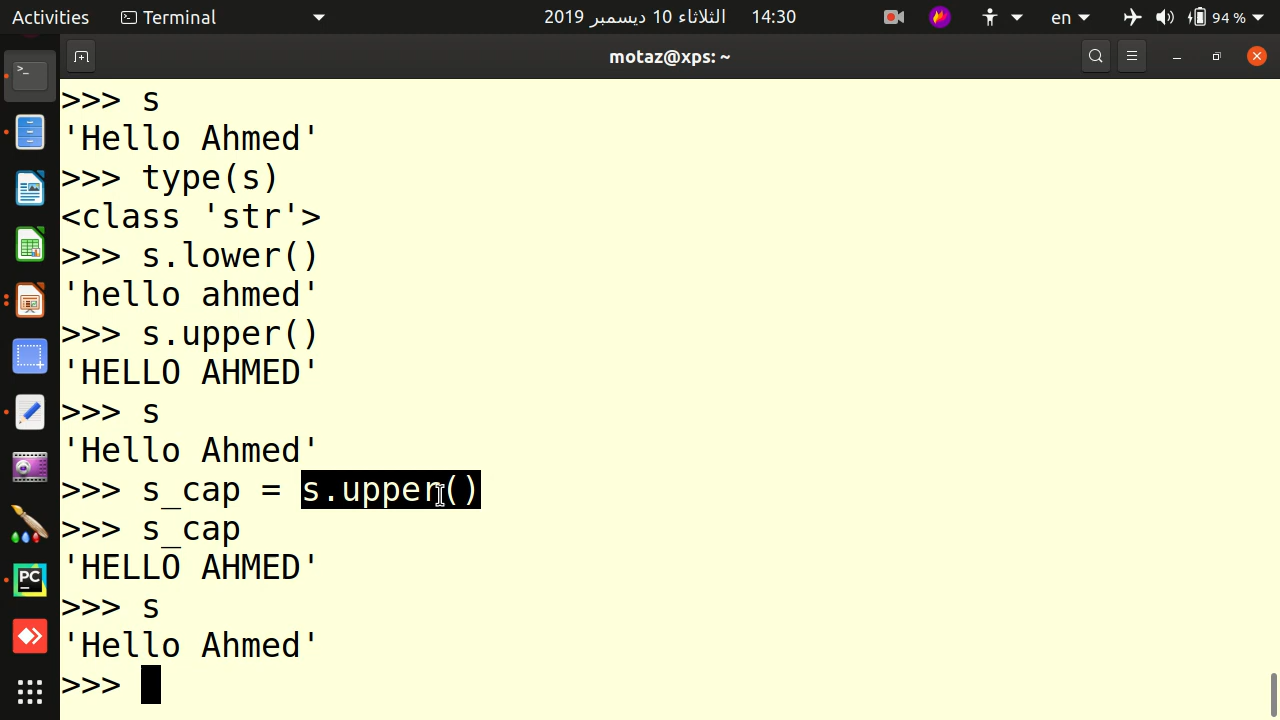 Activities Terminal الثلاثاء 10 ديسمبر 2019 14:30 en 94 %
motaz@xps: ~
>>> s
'Hello Ahmed'
>>> type(s)
<class 'str'>
>>> s.lower()
'hello ahmed'
>>> s.upper()
'HELLO AHMED'
>>> s
'Hello Ahmed'
>>> s_cap = s.upper()
>>> s_cap
'HELLO AHMED'
>>> s
'Hello Ahmed'
>>>
PC